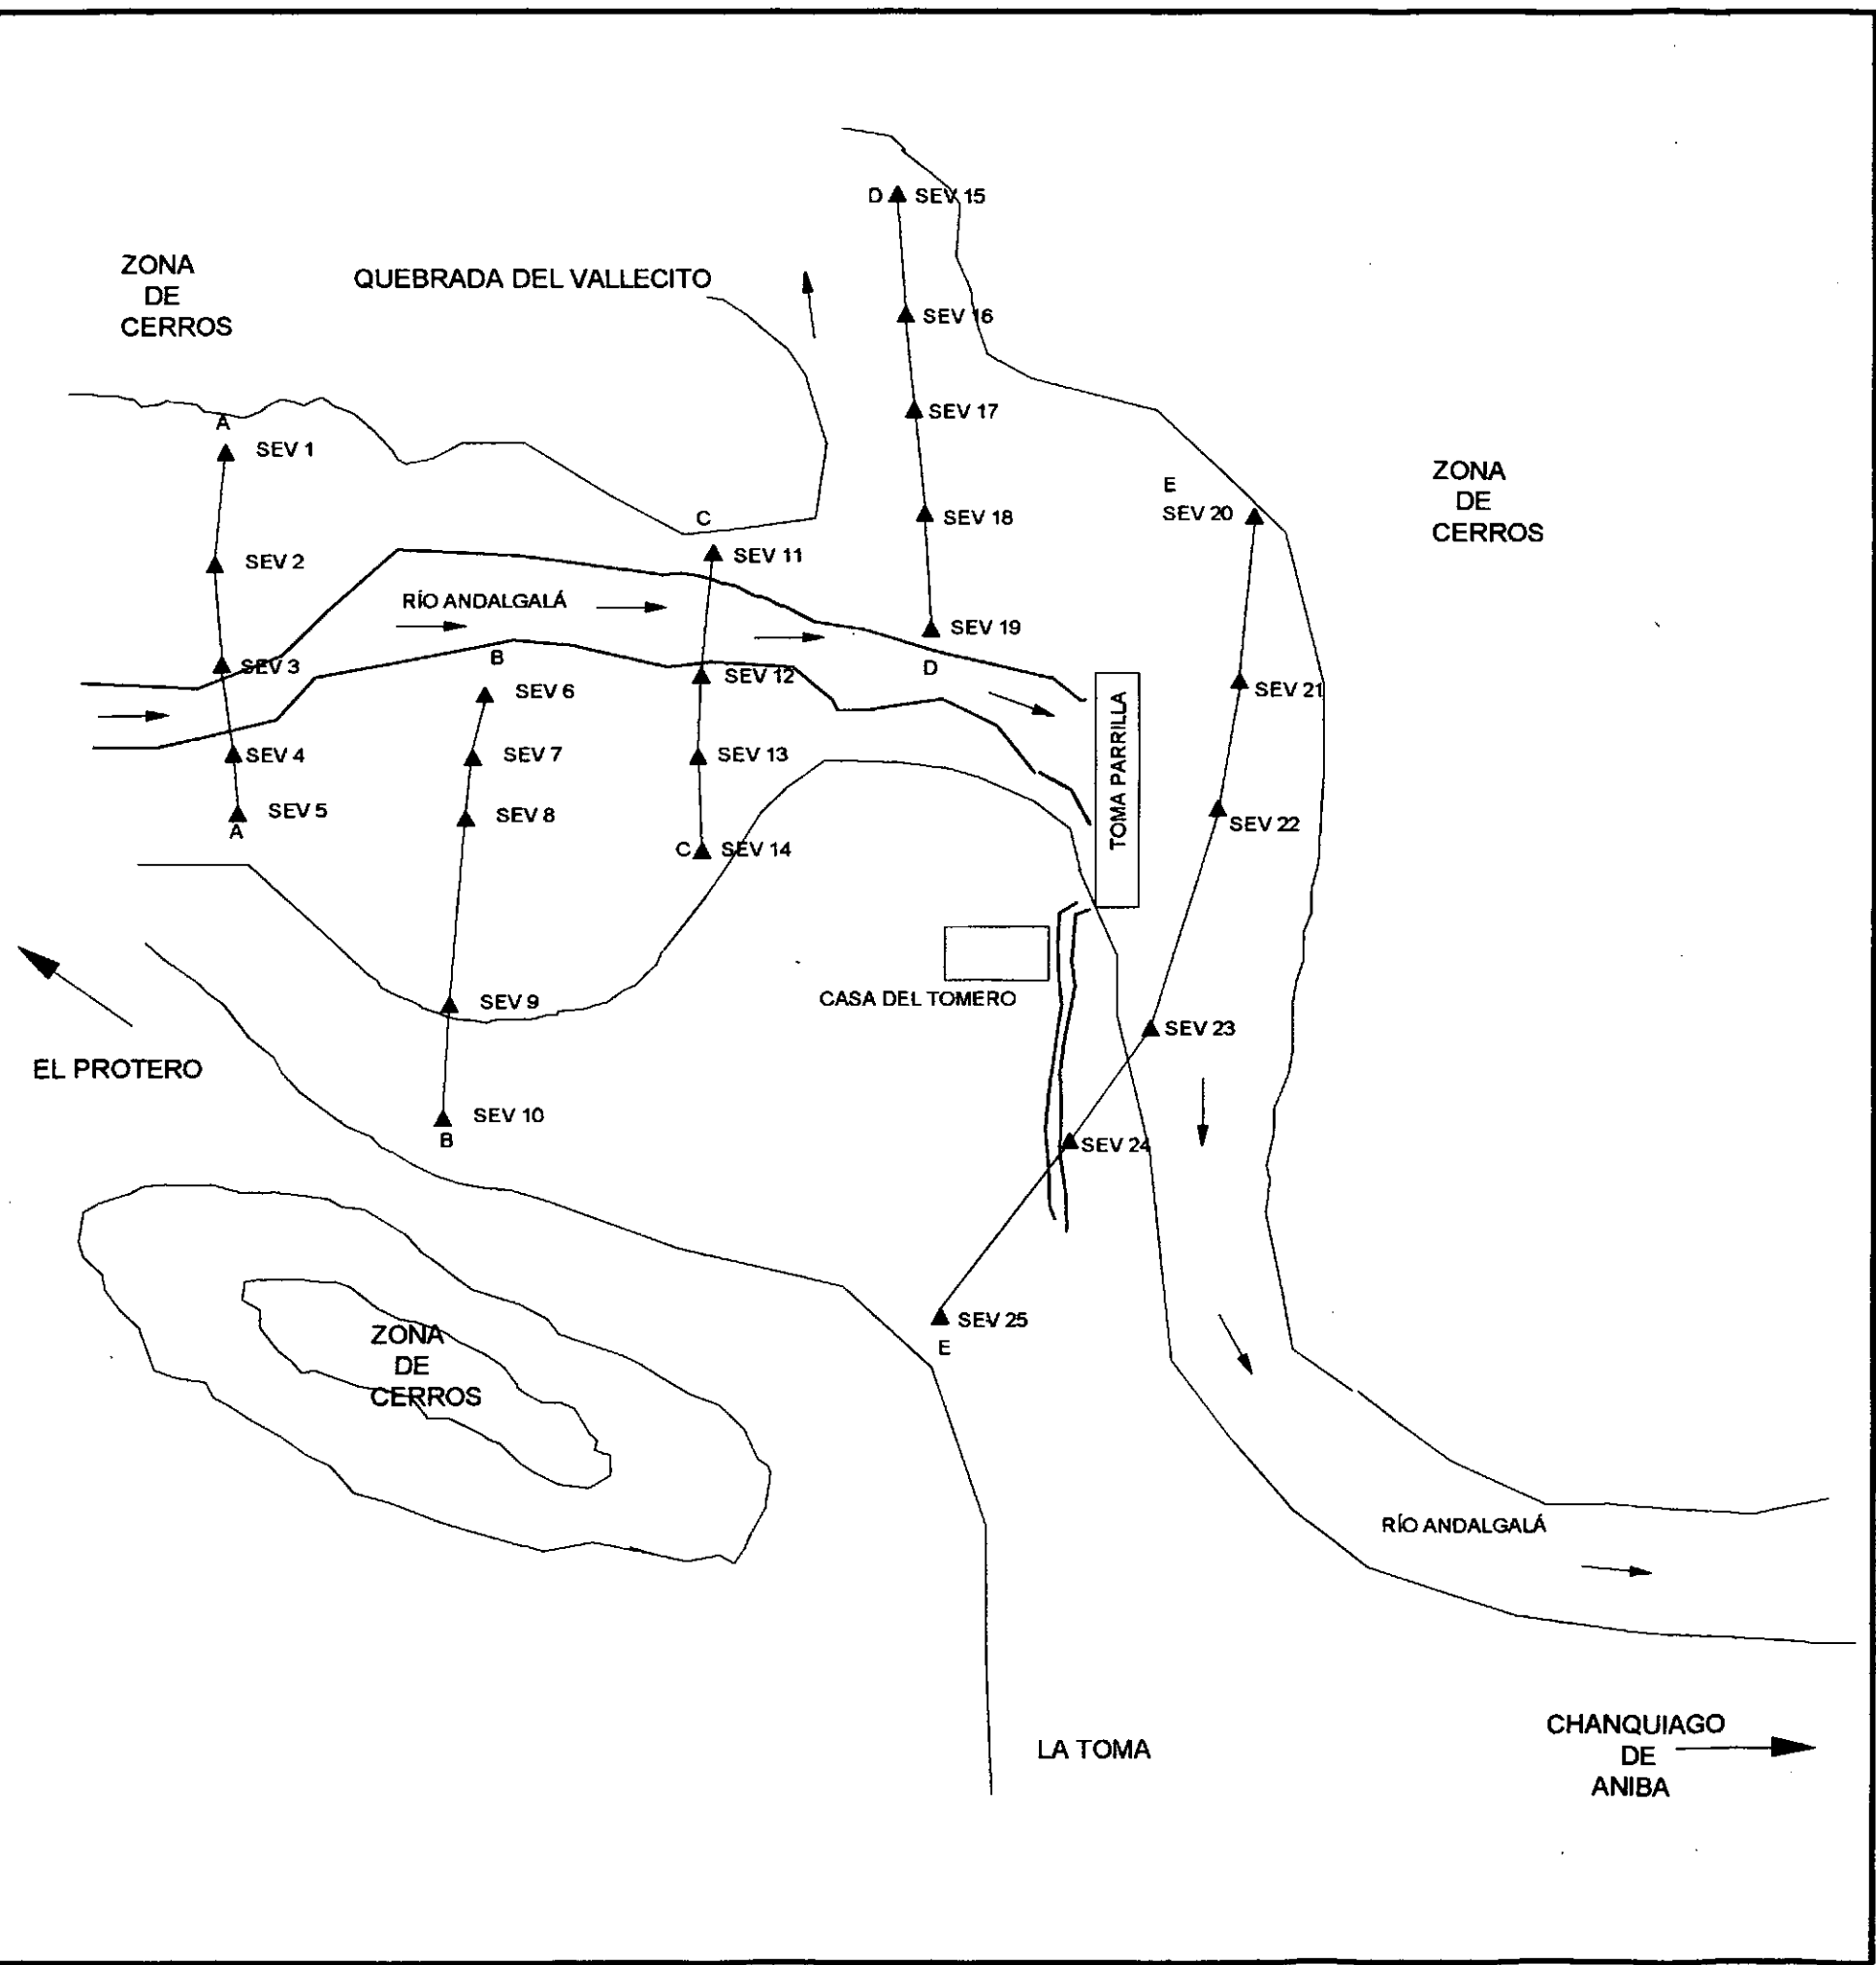 D SEV 15
ZONA
DE
CERROS
QUEBRADA DEL VALLECITO
SEV 16
SEV 17
A
SEV 1
ZONA
DE
CERROS
E
SEV 20
C
SEV 18
SEV 11
SEV 2
RÍO ANDALGALÁ
SEV 19
D
B
SEV 3
SEV 12
SEV 6
SEV 21
SEV 4
SEV 7
SEV 13
TOMA PARRILLA
SEV 5
A
SEV 8
SEV 22
C SEV 14
SEV 9
CASA DEL TOMERO
SEV 23
EL PROTERO
SEV 10
B
SEV 24
SEV 25
E
ZONA
DE
CERROS
RÍO ANDALGALÁ
LA TOMA
CHANQUIAGO
DE
ANIBA